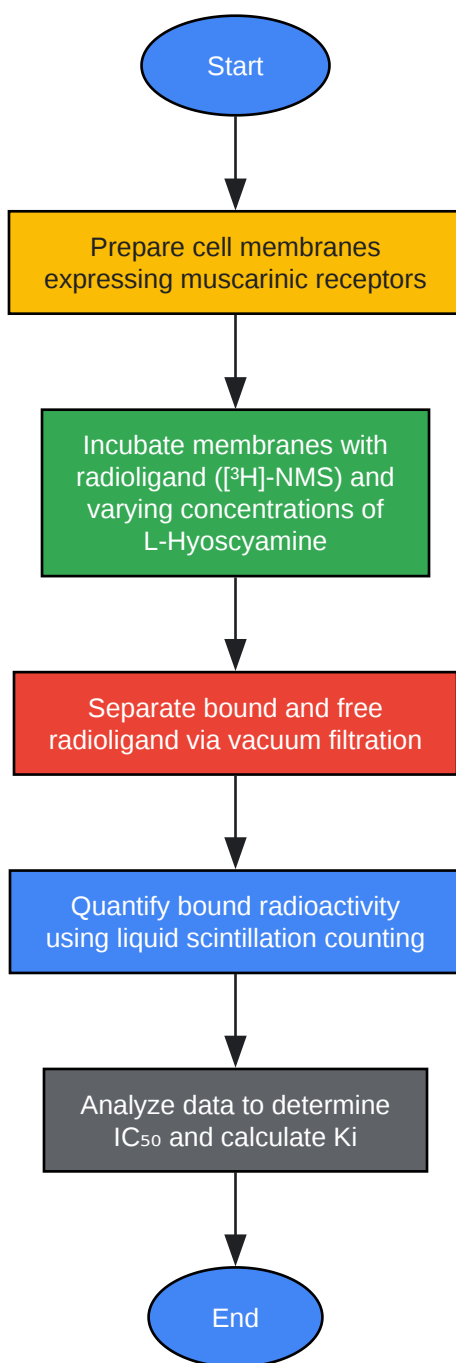 Start
Prepare cell membranes
expressing muscarinic receptors
Incubate membranes with
radioligand ([³H]-NMS) and
varying concentrations of
L-Hyoscyamine
Separate bound and free
radioligand via vacuum filtration
Quantify bound radioactivity
using liquid scintillation counting
Analyze data to determine
IC₅₀ and calculate Ki
End